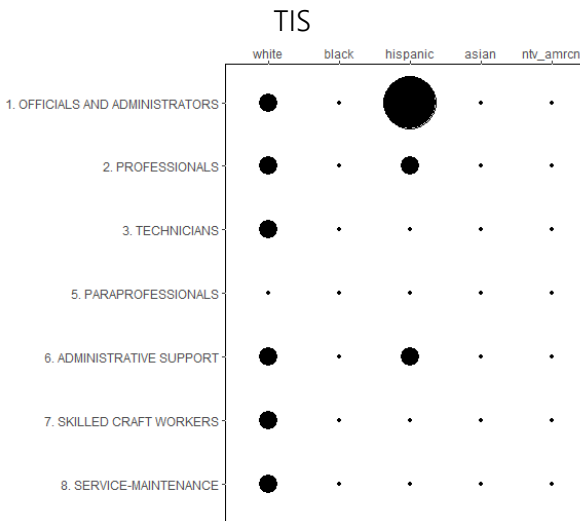 TIS
white black hispanic asian ntv_amrcn
1. OFFICIALS AND ADMINISTRATORS
2. PROFESSIONALS
3. TECHNICIANS
5. PARAPROFESSIONALS
6. ADMINISTRATIVE SUPPORT
7. SKILLED CRAFT WORKERS
8. SERVICE-MAINTENANCE